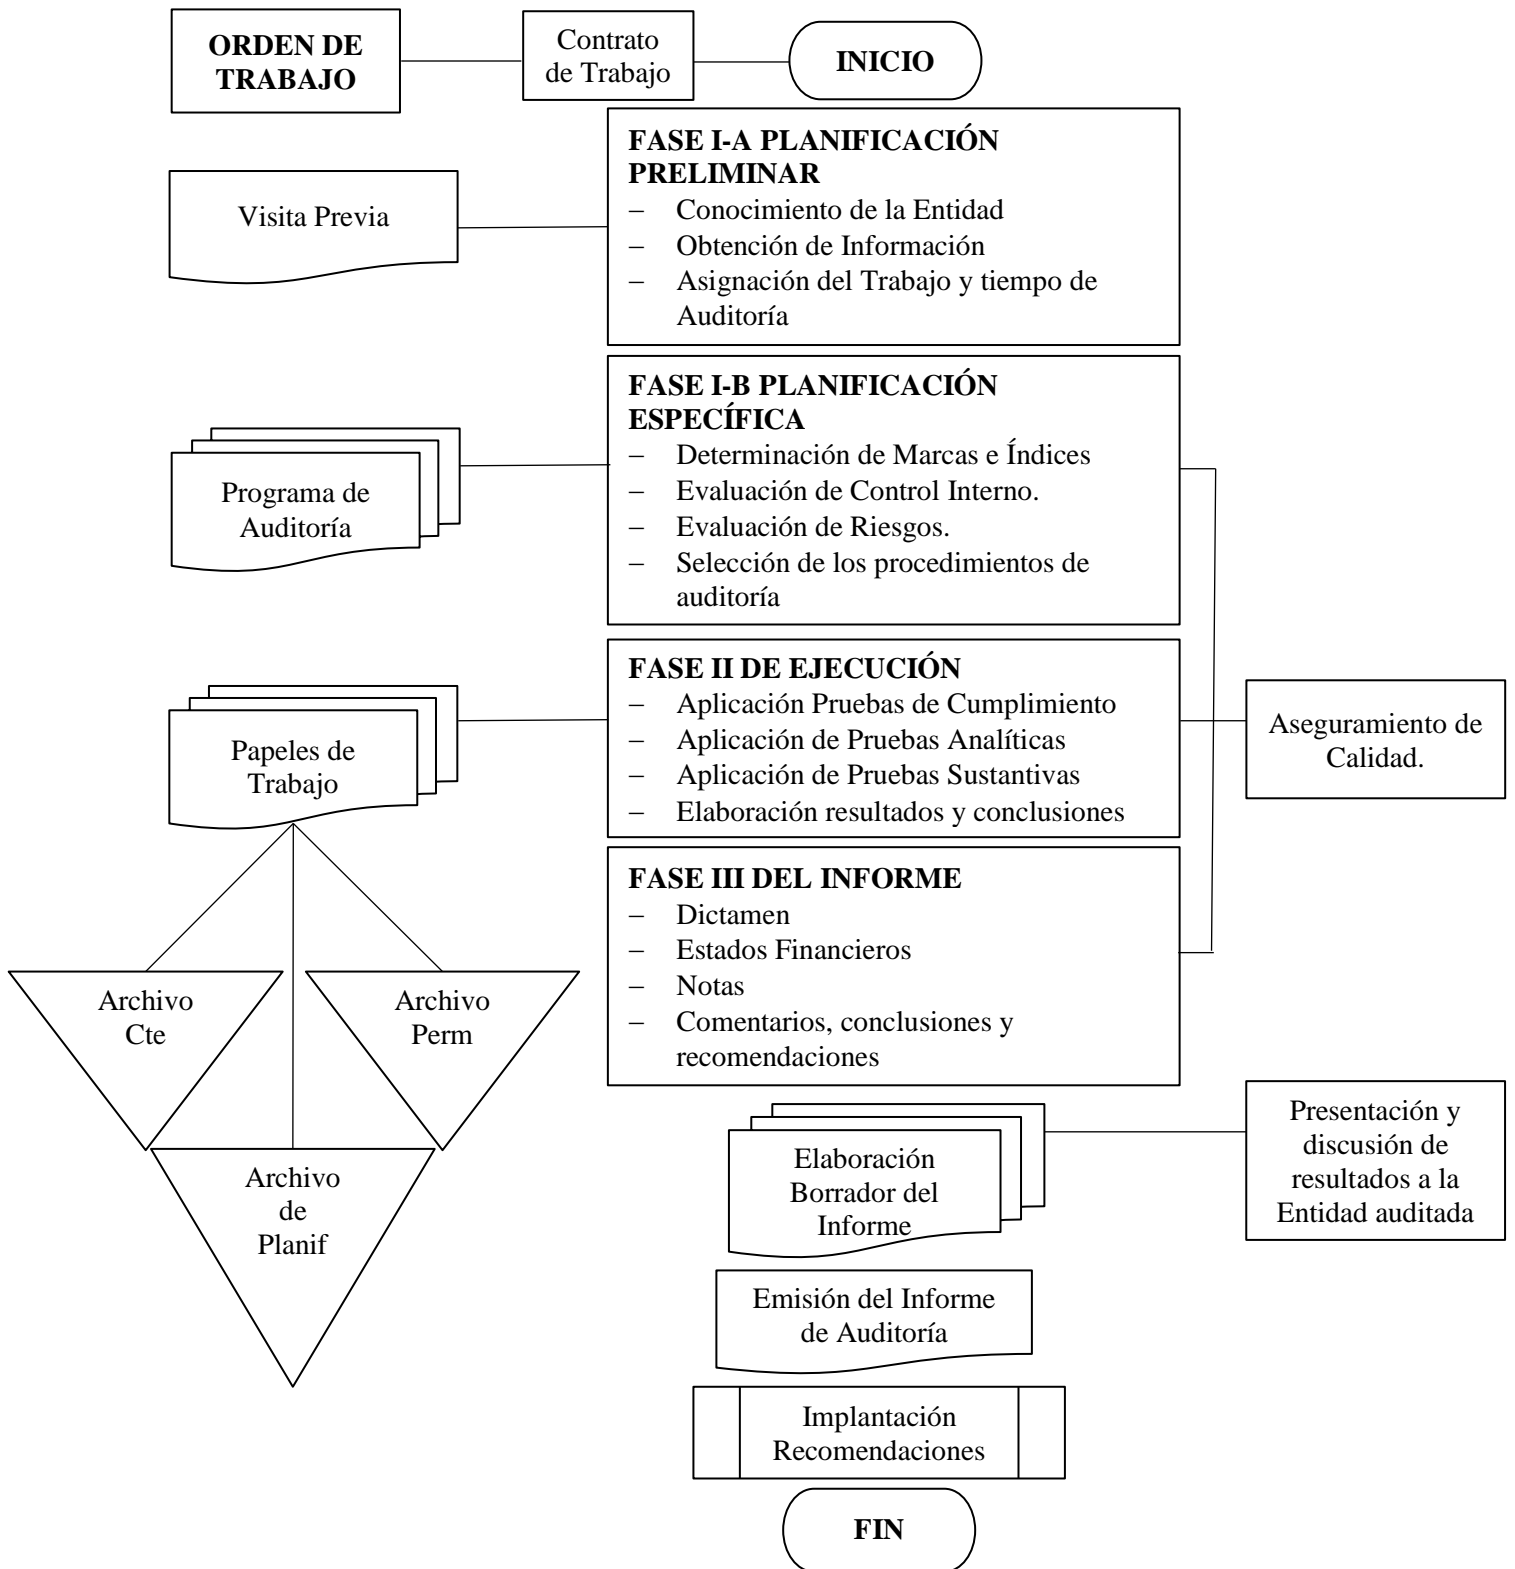 ORDEN DE
TRABAJO
Contrato
de Trabajo
INICIO
FASE I-A PLANIFICACIÓN
PRELIMINAR
– Conocimiento de la Entidad
– Obtención de Información
– Asignación del Trabajo y tiempo de
Auditoría
Visita Previa
FASE I-B PLANIFICACIÓN
ESPECÍFICA
– Determinación de Marcas e Índices
– Evaluación de Control Interno.
– Evaluación de Riesgos.
– Selección de los procedimientos de
auditoría
Programa de
Auditoría
FASE II DE EJECUCIÓN
– Aplicación Pruebas de Cumplimiento
– Aplicación de Pruebas Analíticas
– Aplicación de Pruebas Sustantivas
– Elaboración resultados y conclusiones
Papeles de
Trabajo
Aseguramiento de
Calidad.
FASE III DEL INFORME
– Dictamen
– Estados Financieros
– Notas
– Comentarios, conclusiones y
recomendaciones
Archivo
Cte
Archivo
Perm
Archivo
de
Planif
Elaboración
Borrador del
Informe
Presentación y
discusión de
resultados a la
Entidad auditada
Emisión del Informe
de Auditoría
Implantación
Recomendaciones
FIN